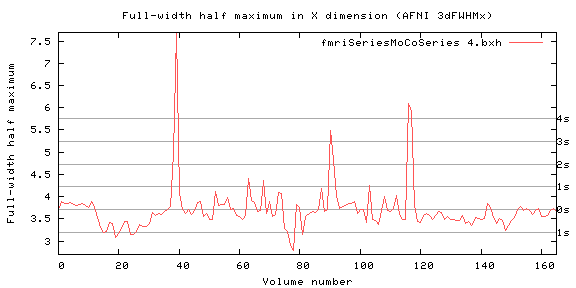 Full-width half maximum in X dimension (AFNI 3dFWHMx)
fmriSeriesMoCoSeries 4.bxh
Full-width half maximum
7.5
7
6.5
6
5.5
5
4.5
4
3.5
3
4s
3s
2s
1s
0s
1s
0 20 40 60 80 100 120 140 160
Volume number